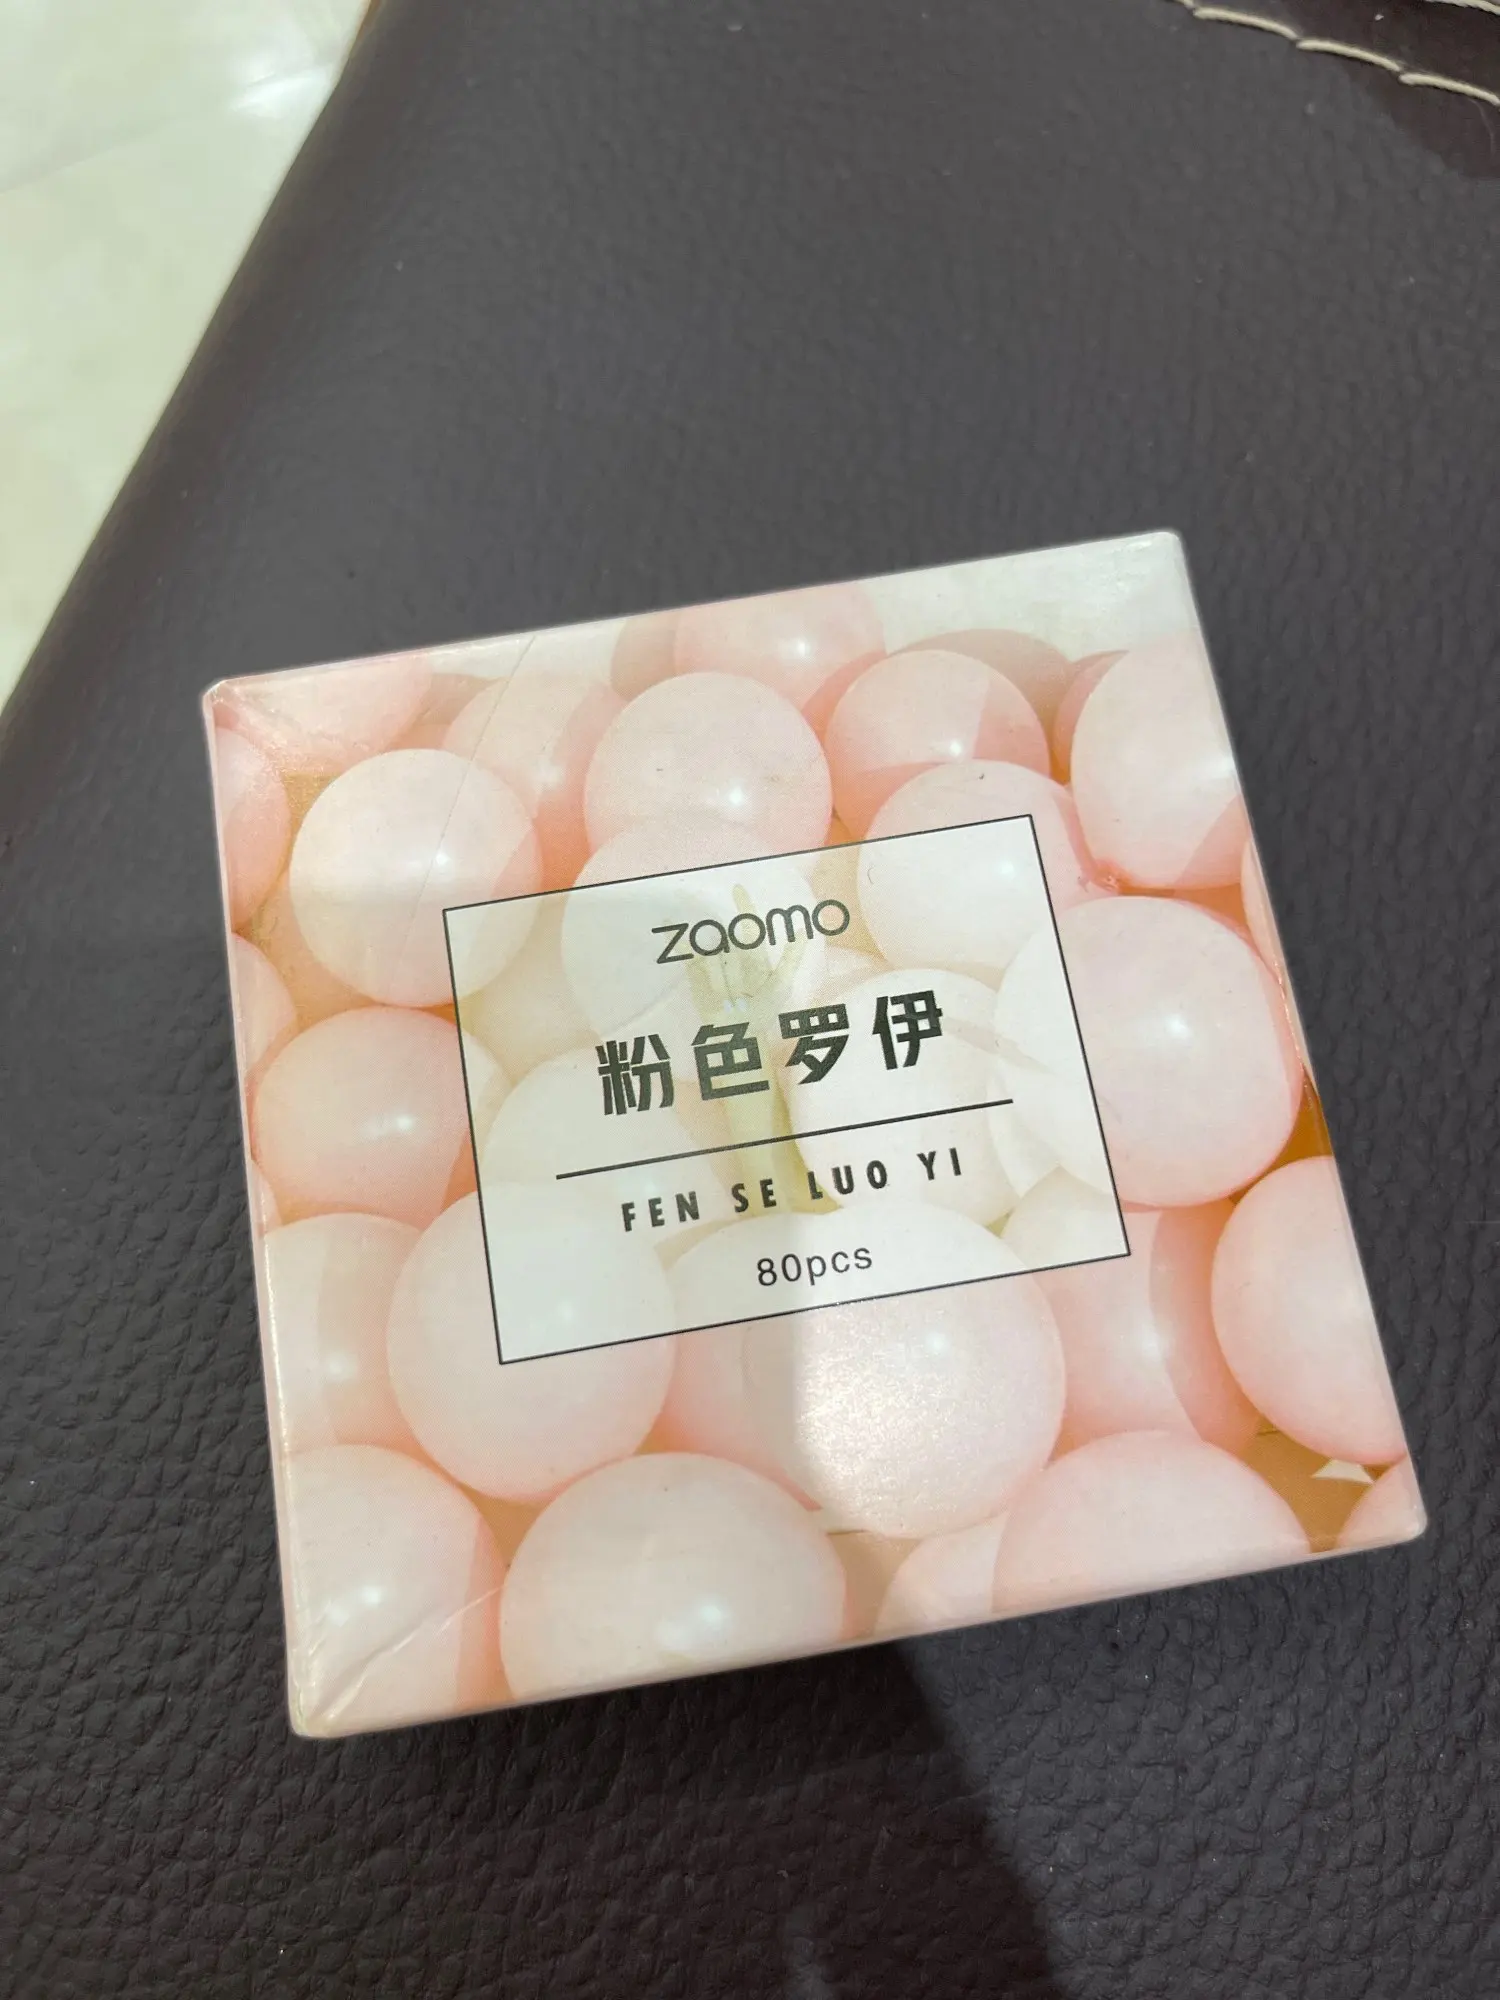 zaomo
粉色罗伊
FEN SE LUO YI
80pcs